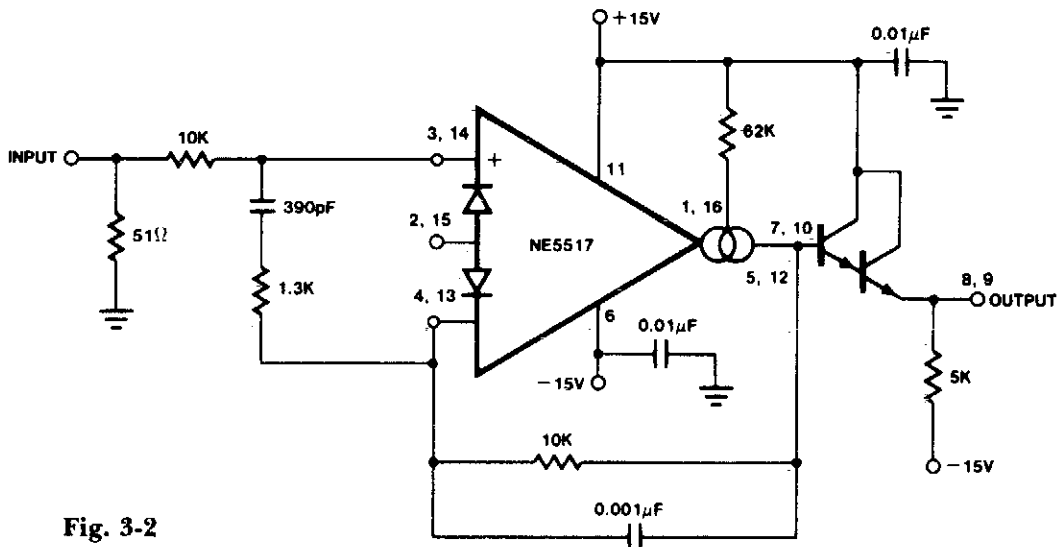 +15V
0.01µF
10K
3, 14
62K
INPUT
+
11
390pF
1, 16
2, 15
7, 10
51Ω
NE5517
8, 9
1.3K
4, 13
5, 12
OUTPUT
6
0.01µF
5K
−15V
10K
−15V
0.001µF
Fig. 3-2